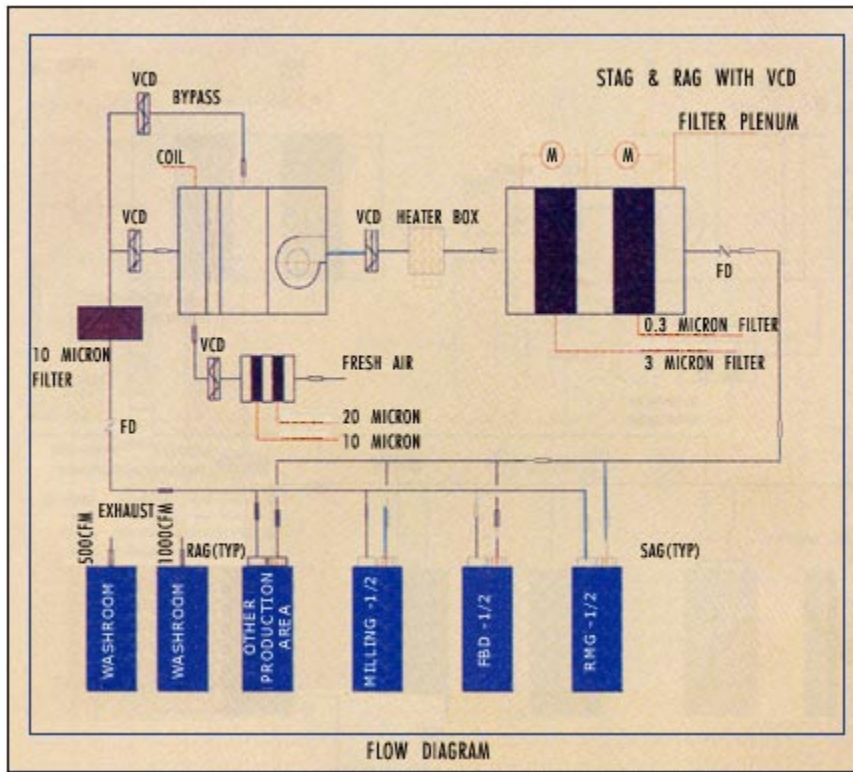 STAG & RAG WITH VCD
VCD
BYPASS
FILTER PLENUM
COIL
M
M
VCD
VCD
HEATER BOX
FD
10 MICRON
FILTER
VCD
FRESH AIR
0.3 MICRON FILTER
3 MICRON FILTER
20 MICRON
10 MICRON
FD
EXHAUST
500CFM
1000CFM
RAG(TYP)
SAG(TYP)
WASHROOM
WASHROOM
OTHER
PRODUCTION
AREA
MILLING -1/2
FBD -1/2
RMG -1/2
FLOW DIAGRAM